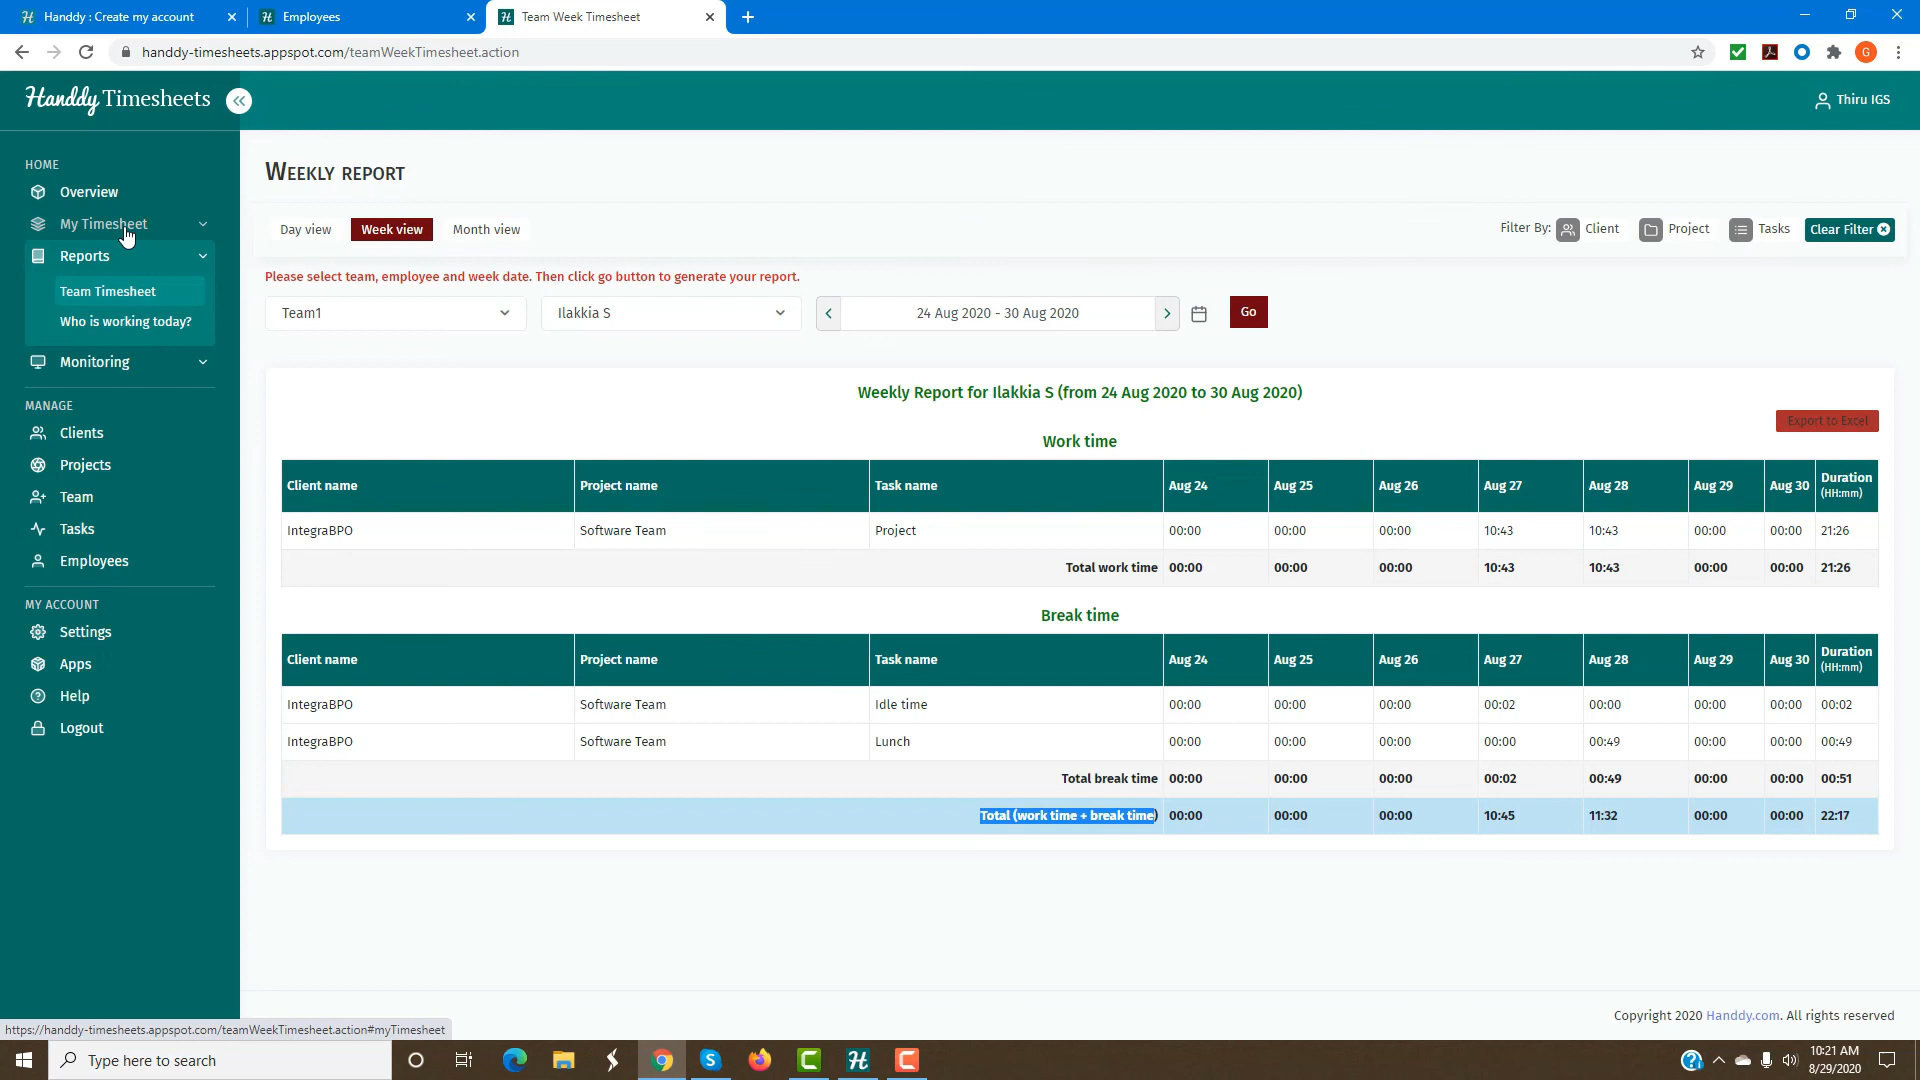 Handdy : Create my account
Employees
Team Week Timesheet
handdy-timesheets.appspot.com/teamWeekTimesheet.action
G
Handdy Timesheets
Thiru IGS
HOME
Overview
My Timesheet
Reports
Team Timesheet
Who is working today?
Monitoring
MANAGE
Clients
Projects
Team
Tasks
Employees
MY ACCOUNT
Settings
Apps
Help
Logout
WEEKLY REPORT
Day view Week view Month view
Filter By: Client Project Tasks Clear Filter
Please select team, employee and week date. Then click go button to generate your report.
Team1 Ilakkia S 24 Aug 2020 - 30 Aug 2020 Go
Weekly Report for Ilakkia S (from 24 Aug 2020 to 30 Aug 2020)
Export to Excel
Work time
Client name Project name Task name Aug 24 Aug 25 Aug 26 Aug 27 Aug 28 Aug 29 Aug 30 Duration (HH:mm)
IntegraBPO Software Team Project 00:00 00:00 00:00 10:43 10:43 00:00 00:00 21:26
Total work time 00:00 00:00 00:00 10:43 10:43 00:00 00:00 21:26
Break time
Client name Project name Task name Aug 24 Aug 25 Aug 26 Aug 27 Aug 28 Aug 29 Aug 30 Duration (HH:mm)
IntegraBPO Software Team Idle time 00:00 00:00 00:00 00:02 00:00 00:00 00:00 00:02
IntegraBPO Software Team Lunch 00:00 00:00 00:00 00:00 00:49 00:00 00:00 00:49
Total break time 00:00 00:00 00:00 00:02 00:49 00:00 00:00 00:51
Total (work time + break time) 00:00 00:00 00:00 10:45 11:32 00:00 00:00 22:17
Copyright 2020 Handdy.com. All rights reserved
https://handdy-timesheets.appspot.com/teamWeekTimesheet.action#myTimesheet
Type here to search
10:21 AM
8/29/2020